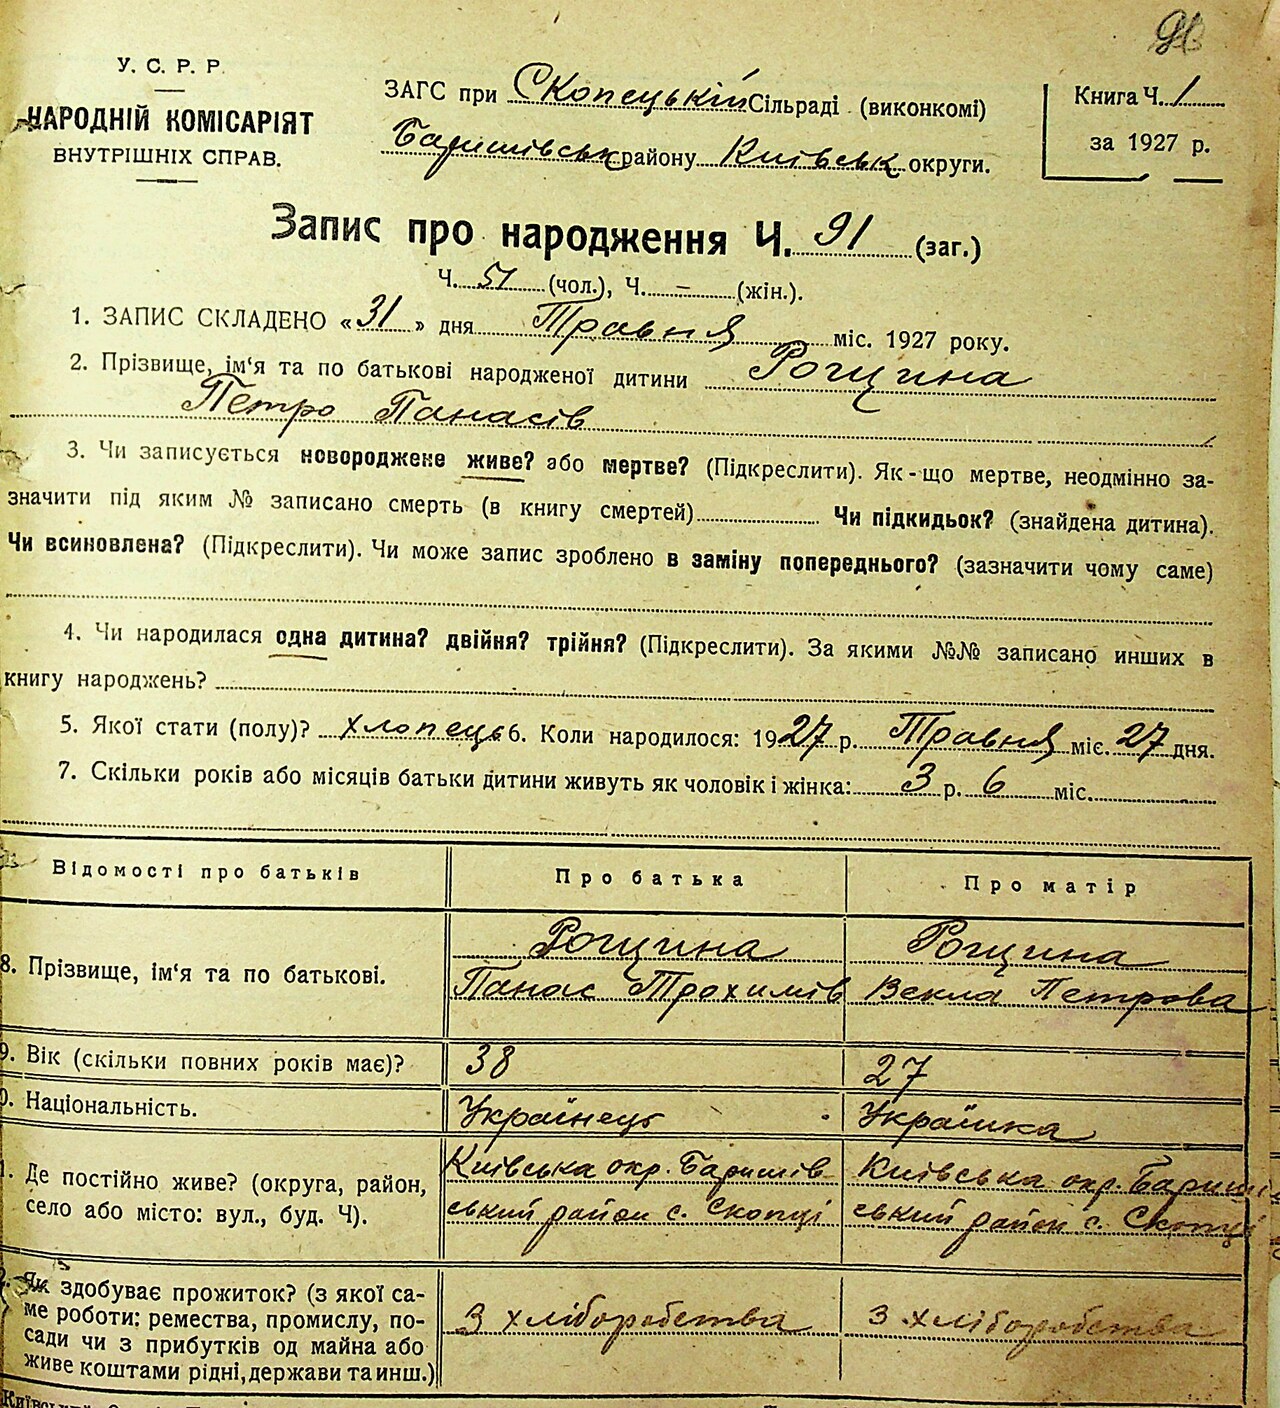 У. С. Р. Р.
НАРОДНІЙ КОМІСАРІЯТ
ВНУТРІШНІХ СПРАВ.
ЗАГС при Скопецькій Сільраді (виконкомі)
Баришівськ району Київськ округи.
Книга Ч. 1
за 1927 р.
Запис про народження Ч. 91 (заг.)
Ч. 51 (чол.), Ч. – (жін.).
1. ЗАПИС СКЛАДЕНО «31» дня Травня міс. 1927 року.
2. Прізвище, ім‘я та по батькові народженої дитини Рощина
Петро Панасів
3. Чи записується новороджене живе? або мертве? (Підкреслити). Як-що мертве, неодмінно за-
значити під яким № записано смерть (в книгу смертей) Чи підкидьок? (знайдена дитина).
Чи всиновлена? (Підкреслити). Чи може запис зроблено в заміну попереднього? (зазначити чому саме)
4. Чи народилася одна дитина? двійня? трійня? (Підкреслити). За якими №№ записано инших в
книгу народжень?
5. Якої стати (полу)? хлопець 6. Коли народилося: 1927 р. Травня міс. 27 дня.
7. Скільки років або місяців батьки дитини живуть як чоловік і жінка: 3 р. 6 міс.
Відомості про батьків Про батька Про матір
8. Прізвище, ім‘я та по батькові. Рощина Рощина
Панас Трохимів Векла Петрова
9. Вік (скільки повних років має)? 38 27
0. Національність. Українець Українка
1. Де постійно живе? (округа, район, Київська окр. Баришів Київська окр. Бариші
село або місто: вул., буд. Ч). ський район с. Скопці ський район с. Скопці
2. Як здобуває прожиток? (з якої са-
ме роботи: ремества, промислу, по- З хліборобства З хліборобства
сади чи з прибутків од майна або
живе коштами рідні, держави та инш.)